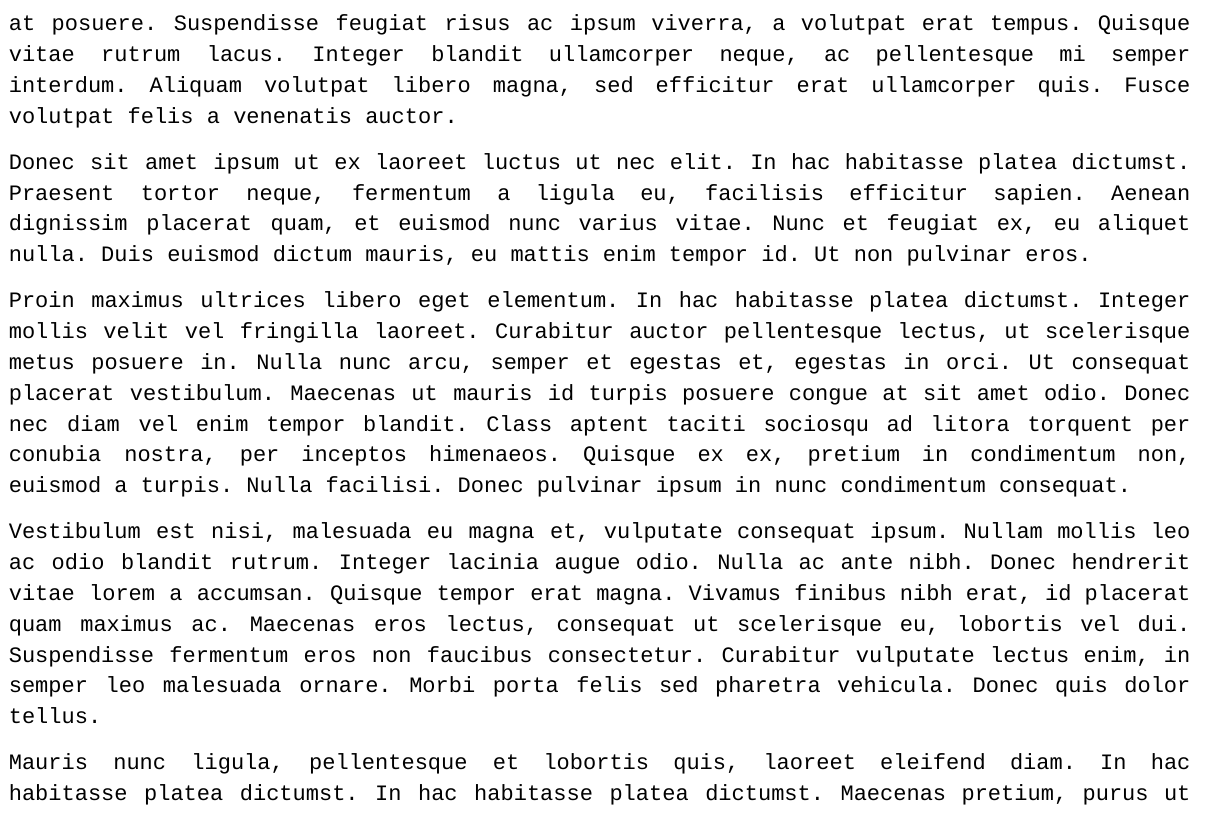 at posuere. Suspendisse feugiat risus ac ipsum viverra, a volutpat erat tempus. Quisque
vitae rutrum lacus. Integer blandit ullamcorper neque, ac pellentesque mi semper
interdum. Aliquam volutpat libero magna, sed efficitur erat ullamcorper quis. Fusce
volutpat felis a venenatis auctor.
Donec sit amet ipsum ut ex laoreet luctus ut nec elit. In hac habitasse platea dictumst.
Praesent tortor neque, fermentum a ligula eu, facilisis efficitur sapien. Aenean
dignissim placerat quam, et euismod nunc varius vitae. Nunc et feugiat ex, eu aliquet
nulla. Duis euismod dictum mauris, eu mattis enim tempor id. Ut non pulvinar eros.
Proin maximus ultrices libero eget elementum. In hac habitasse platea dictumst. Integer
mollis velit vel fringilla laoreet. Curabitur auctor pellentesque lectus, ut scelerisque
metus posuere in. Nulla nunc arcu, semper et egestas et, egestas in orci. Ut consequat
placerat vestibulum. Maecenas ut mauris id turpis posuere congue at sit amet odio. Donec
nec diam vel enim tempor blandit. Class aptent taciti sociosqu ad litora torquent per
conubia nostra, per inceptos himenaeos. Quisque ex ex, pretium in condimentum non,
euismod a turpis. Nulla facilisi. Donec pulvinar ipsum in nunc condimentum consequat.
Vestibulum est nisi, malesuada eu magna et, vulputate consequat ipsum. Nullam mollis leo
ac odio blandit rutrum. Integer lacinia augue odio. Nulla ac ante nibh. Donec hendrerit
vitae lorem a accumsan. Quisque tempor erat magna. Vivamus finibus nibh erat, id placerat
quam maximus ac. Maecenas eros lectus, consequat ut scelerisque eu, lobortis vel dui.
Suspendisse fermentum eros non faucibus consectetur. Curabitur vulputate lectus enim, in
semper leo malesuada ornare. Morbi porta felis sed pharetra vehicula. Donec quis dolor
tellus.
Mauris nunc ligula, pellentesque et lobortis quis, laoreet eleifend diam. In hac
habitasse platea dictumst. In hac habitasse platea dictumst. Maecenas pretium, purus ut